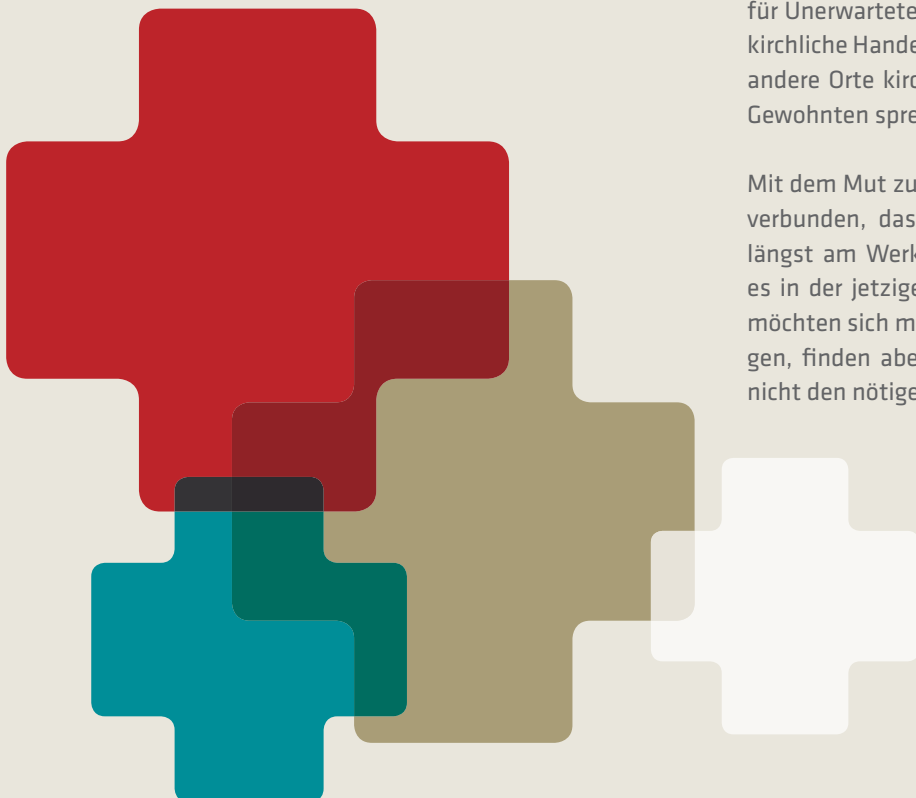 für Unerwartete
kirchliche Hande
andere Orte kirc
Gewohnten spre
Mit dem Mut zu
verbunden, das
längst am Werk
es in der jetzige
möchten sich m
gen, finden abe
nicht den nötige